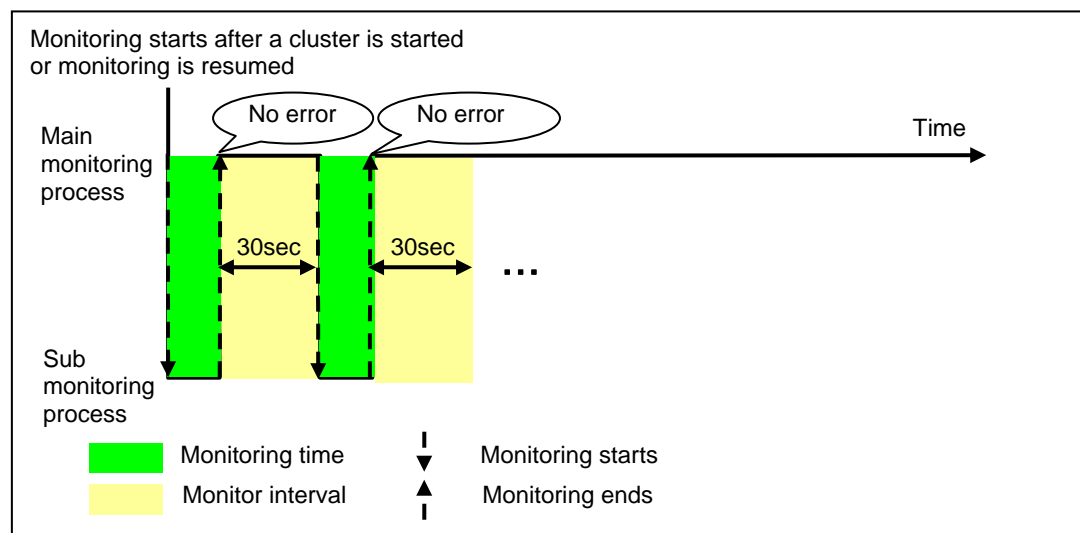 Monitoring starts after a cluster is started
or monitoring is resumed
No error
No error
Time
Main
monitoring
process
30sec
30sec
...
Sub
monitoring
process
Monitoring time
Monitoring starts
Monitor interval
Monitoring ends